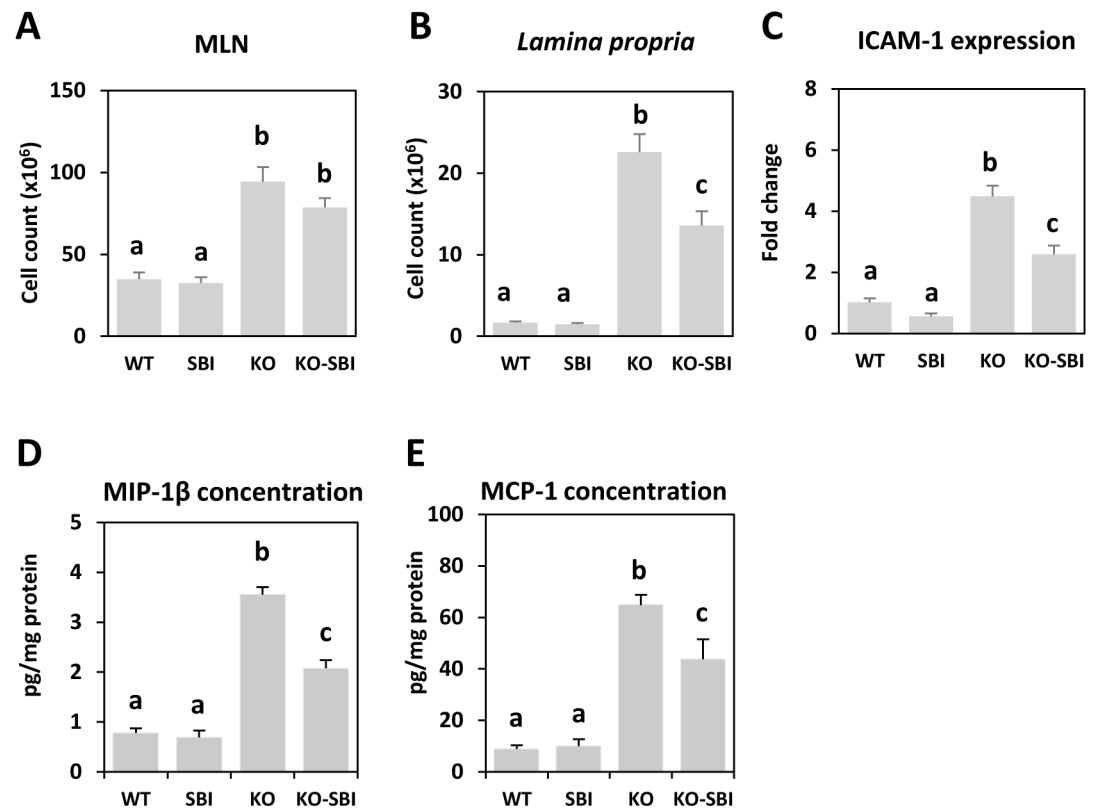 A
MLN
Cell count (x10⁶)
150
100
50
0
a
a
b
b
WT SBI KO KO-SBI
B
Lamina propria
Cell count (x10⁶)
30
20
10
0
a
a
b
c
WT SBI KO KO-SBI
C
ICAM-1 expression
Fold change
8
6
4
2
0
a
a
b
c
WT SBI KO KO-SBI
D
MIP-1β concentration
pg/mg protein
5
4
3
2
1
0
a
a
b
c
WT SBI KO KO-SBI
E
MCP-1 concentration
pg/mg protein
100
80
60
40
20
0
a
a
b
c
WT SBI KO KO-SBI